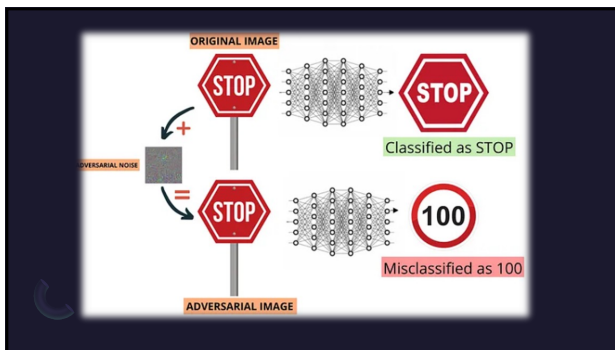 ORIGINAL IMAGE
STOP
STOP
Classified as STOP
+
ADVERSARIAL NOISE
=
STOP
100
Misclassified as 100
ADVERSARIAL IMAGE